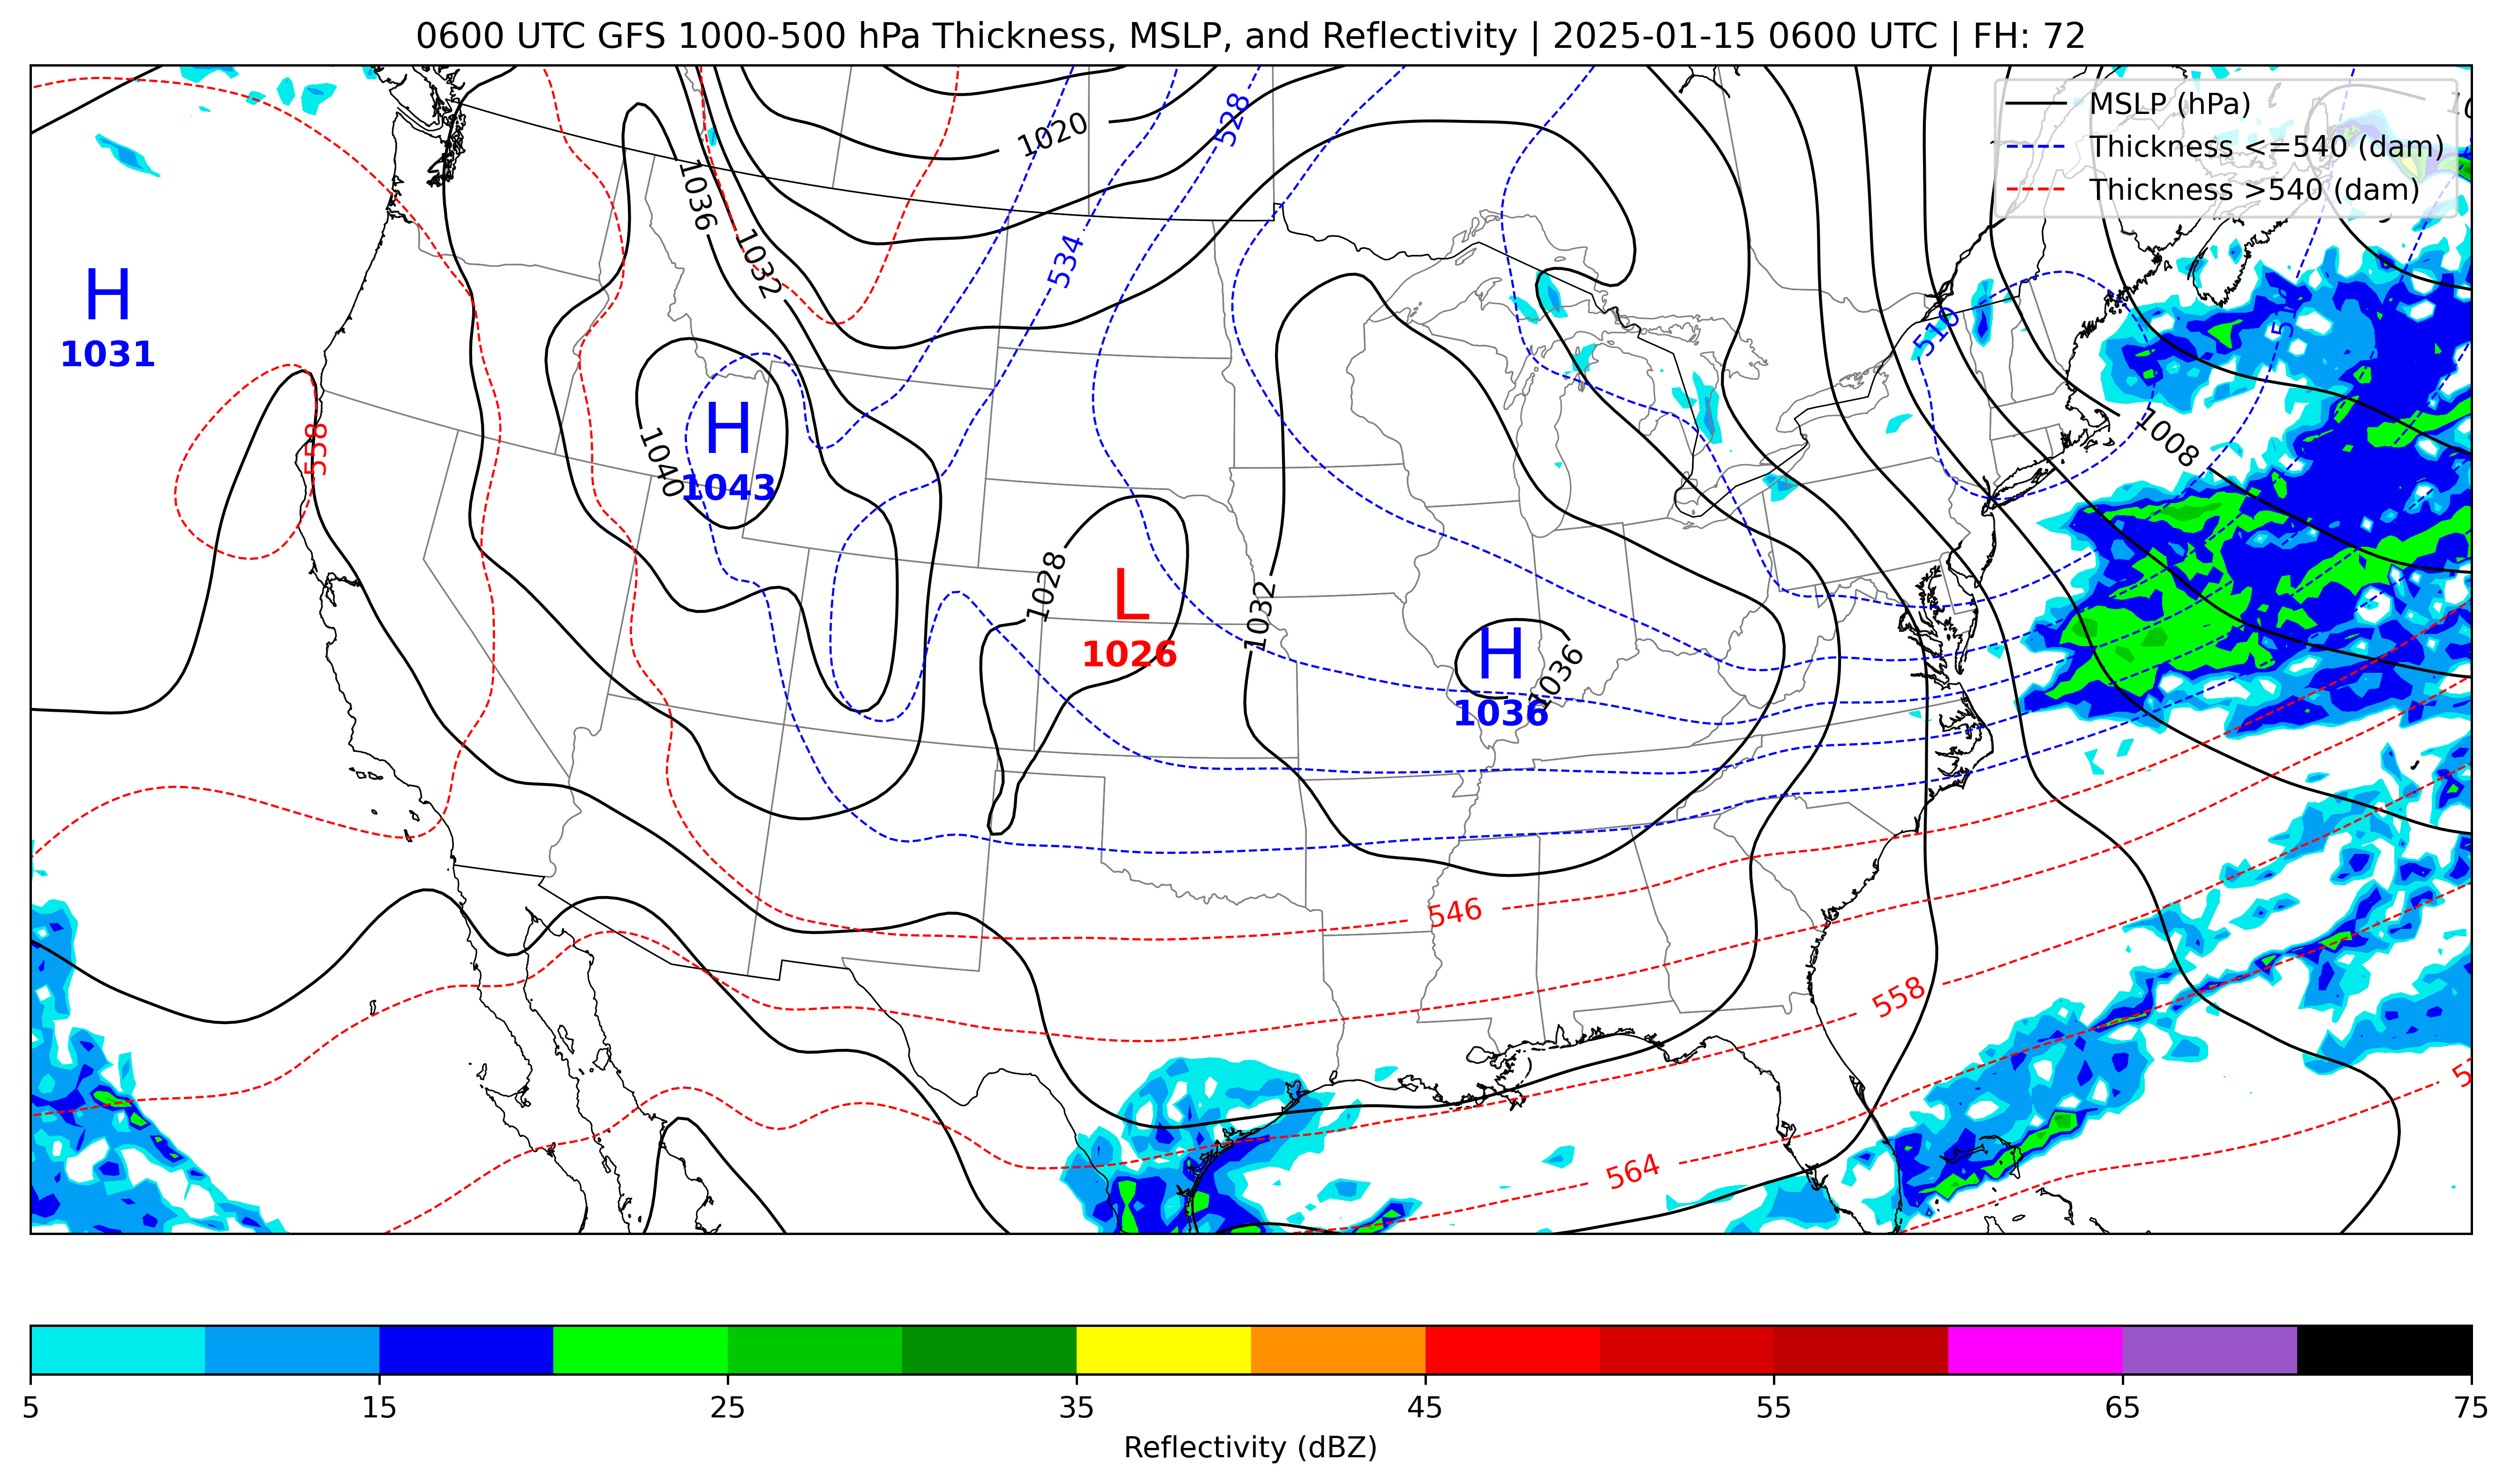 0600 UTC GFS 1000-500 hPa Thickness, MSLP, and Reflectivity | 2025-01-15 0600 UTC | FH: 72
MSLP (hPa)
Thickness <=540 (dam)
Thickness >540 (dam)
1020
528
1036
1032
534
H
1031
510
H
1043
1040
558
1008
1028
L
1026
1032
H
1036
1036
546
558
564
5 15 25 35 45 55 65 75
Reflectivity (dBZ)